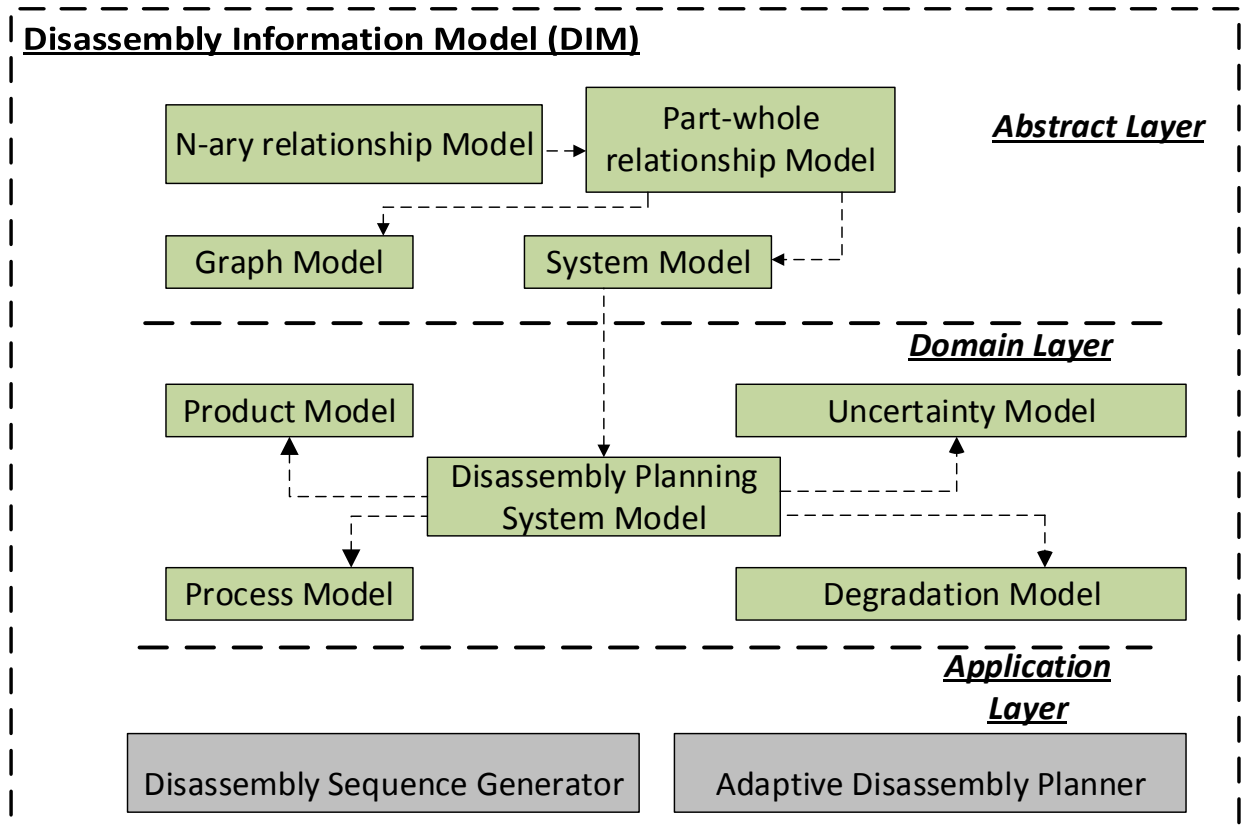 Disassembly Information Model (DIM)
N-ary relationship Model
Part-whole
relationship Model
Abstract Layer
Graph Model
System Model
Domain Layer
Product Model
Uncertainty Model
Disassembly Planning
System Model
Process Model
Degradation Model
Application
Layer
Disassembly Sequence Generator
Adaptive Disassembly Planner